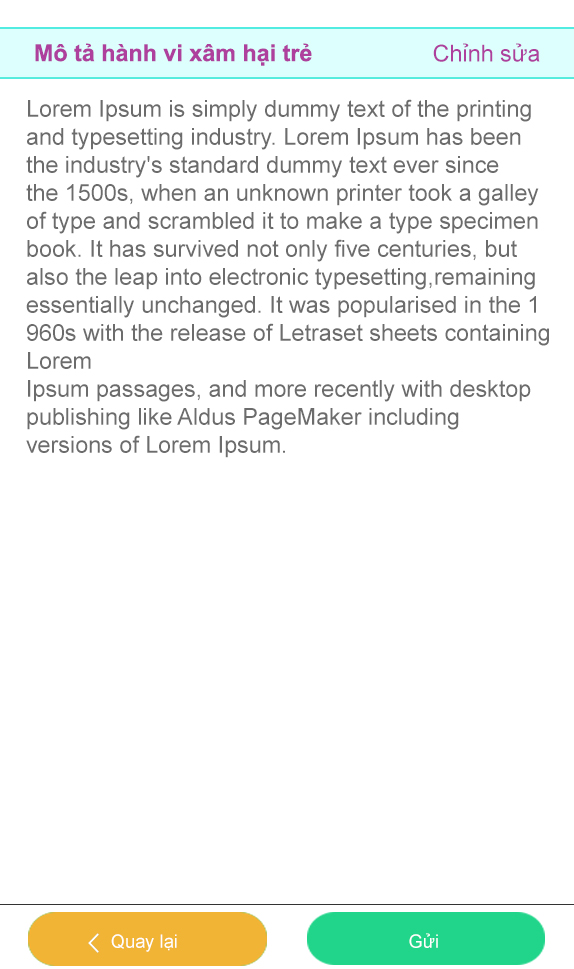 Mô tả hành vi xâm hại trẻ Chỉnh sửa
Lorem Ipsum is simply dummy text of the printing
and typesetting industry. Lorem Ipsum has been
the industry's standard dummy text ever since
the 1500s, when an unknown printer took a galley
of type and scrambled it to make a type specimen
book. It has survived not only five centuries, but
also the leap into electronic typesetting,remaining
essentially unchanged. It was popularised in the 1
960s with the release of Letraset sheets containing
Lorem
Ipsum passages, and more recently with desktop
publishing like Aldus PageMaker including
versions of Lorem Ipsum.
Quay lại Gửi